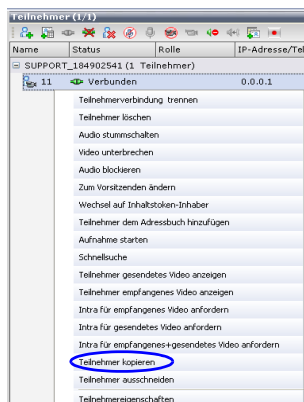 Teilnehmer (1/1)
Name Status Rolle IP-Adresse/Tel
SUPPORT_184902541 (1 Teilnehmer)
11 Verbunden 0.0.0.1
Teilnehmerverbindung trennen
Teilnehmer löschen
Audio stummschalten
Video unterbrechen
Audio blockieren
Zum Vorsitzenden ändern
Wechsel auf Inhaltstoken-Inhaber
Teilnehmer dem Adressbuch hinzufügen
Aufnahme starten
Schnellsuche
Teilnehmer gesendetes Video anzeigen
Teilnehmer empfangenes Video anzeigen
Intra für empfangenes Video anfordern
Intra für gesendetes Video anfordern
Intra für empfangenes+gesendetes Video anfordern
Teilnehmer kopieren
Teilnehmer ausschneiden
Teilnehmereigenschaften